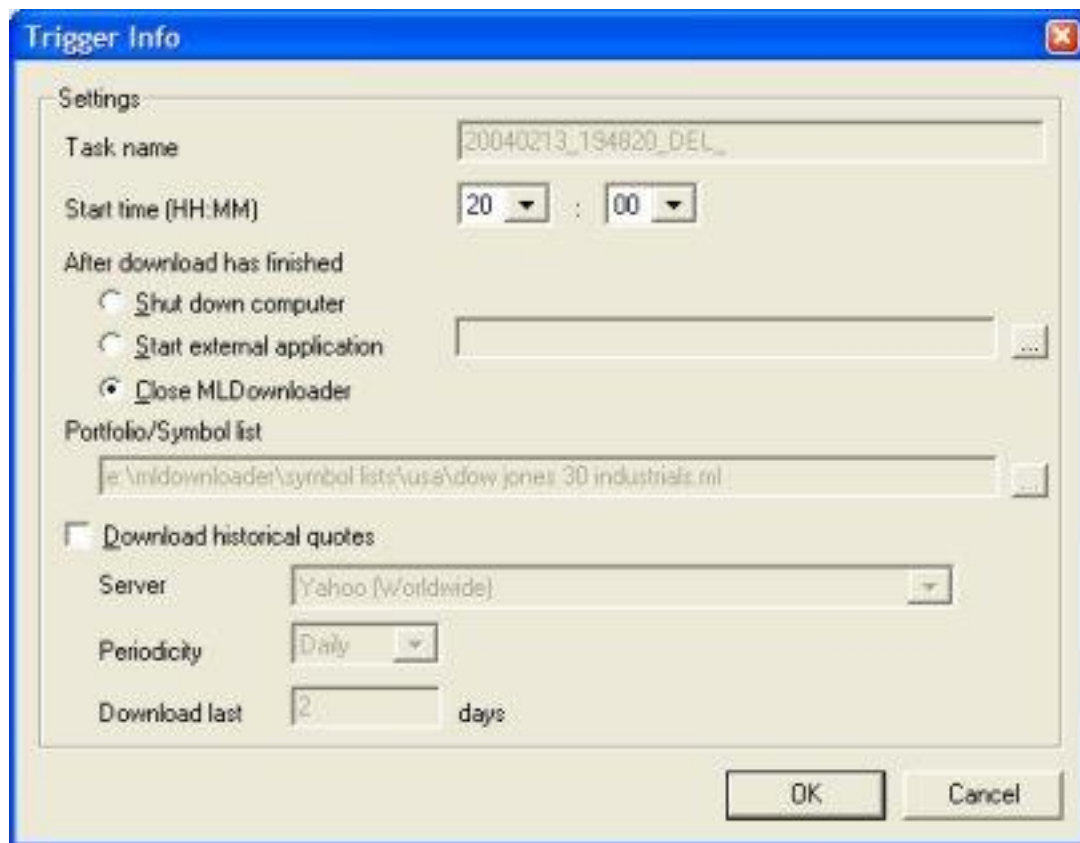 Trigger Info
Settings
Task name 20040213_194820_DEL_
Start time (HH:MM) 20 : 00
After download has finished
Shut down computer
Start external application ...
Close MLDownloader
Portfolio/Symbol list
e:\mldownloader\symbol lists\usa\dow jones 30 industrials.ml ...
Download historical quotes
Server Yahoo (Worldwide)
Periodicity Daily
Download last 2 days
OK Cancel